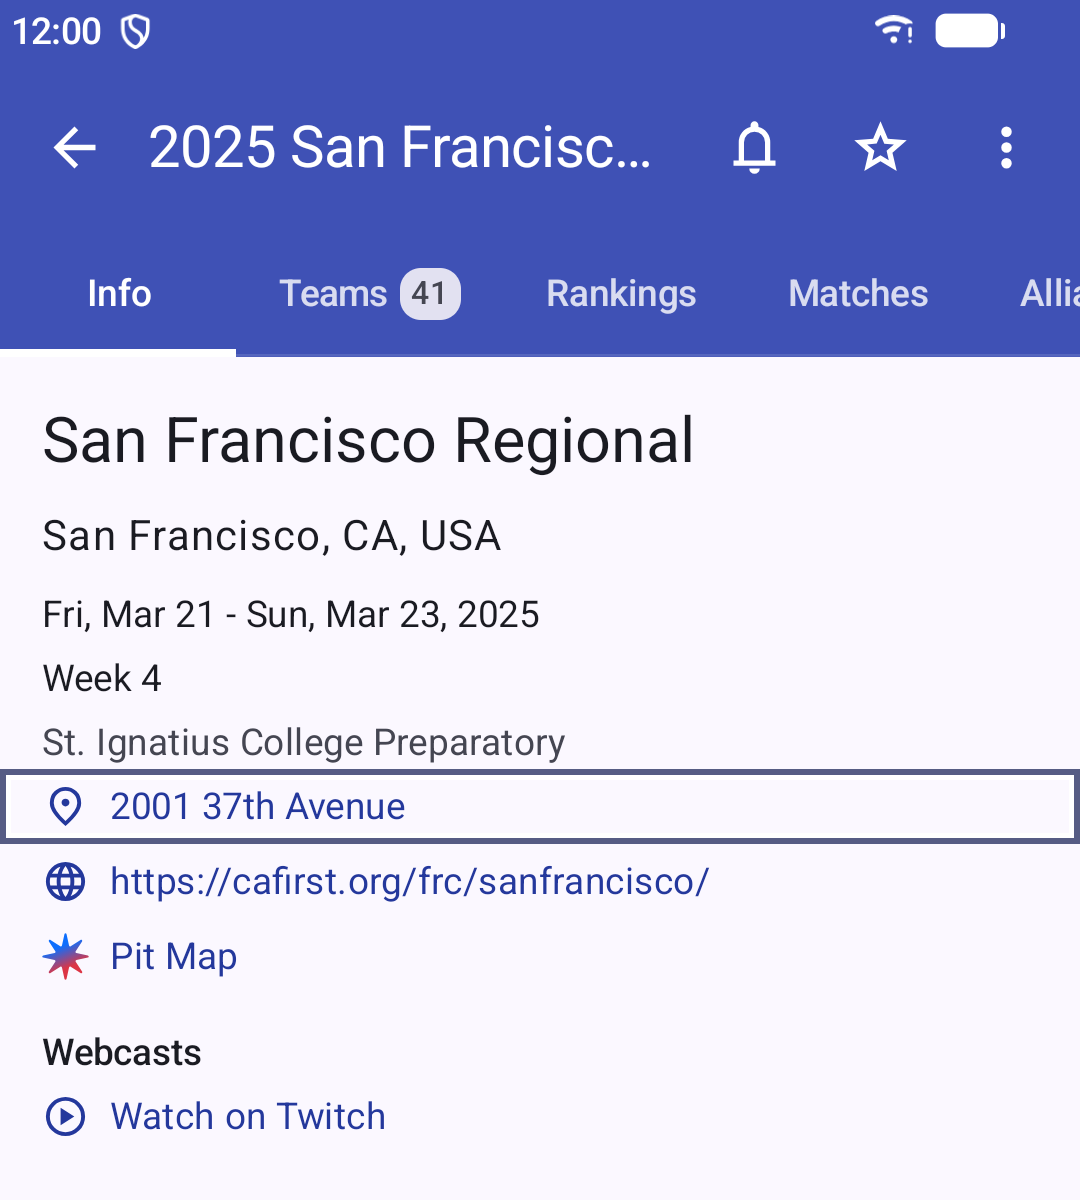 12:00
2025 San Francisc...
Info Teams 41 Rankings Matches Allia
San Francisco Regional
San Francisco, CA, USA
Fri, Mar 21 - Sun, Mar 23, 2025
Week 4
St. Ignatius College Preparatory
2001 37th Avenue
https://cafirst.org/frc/sanfrancisco/
Pit Map
Webcasts
Watch on Twitch